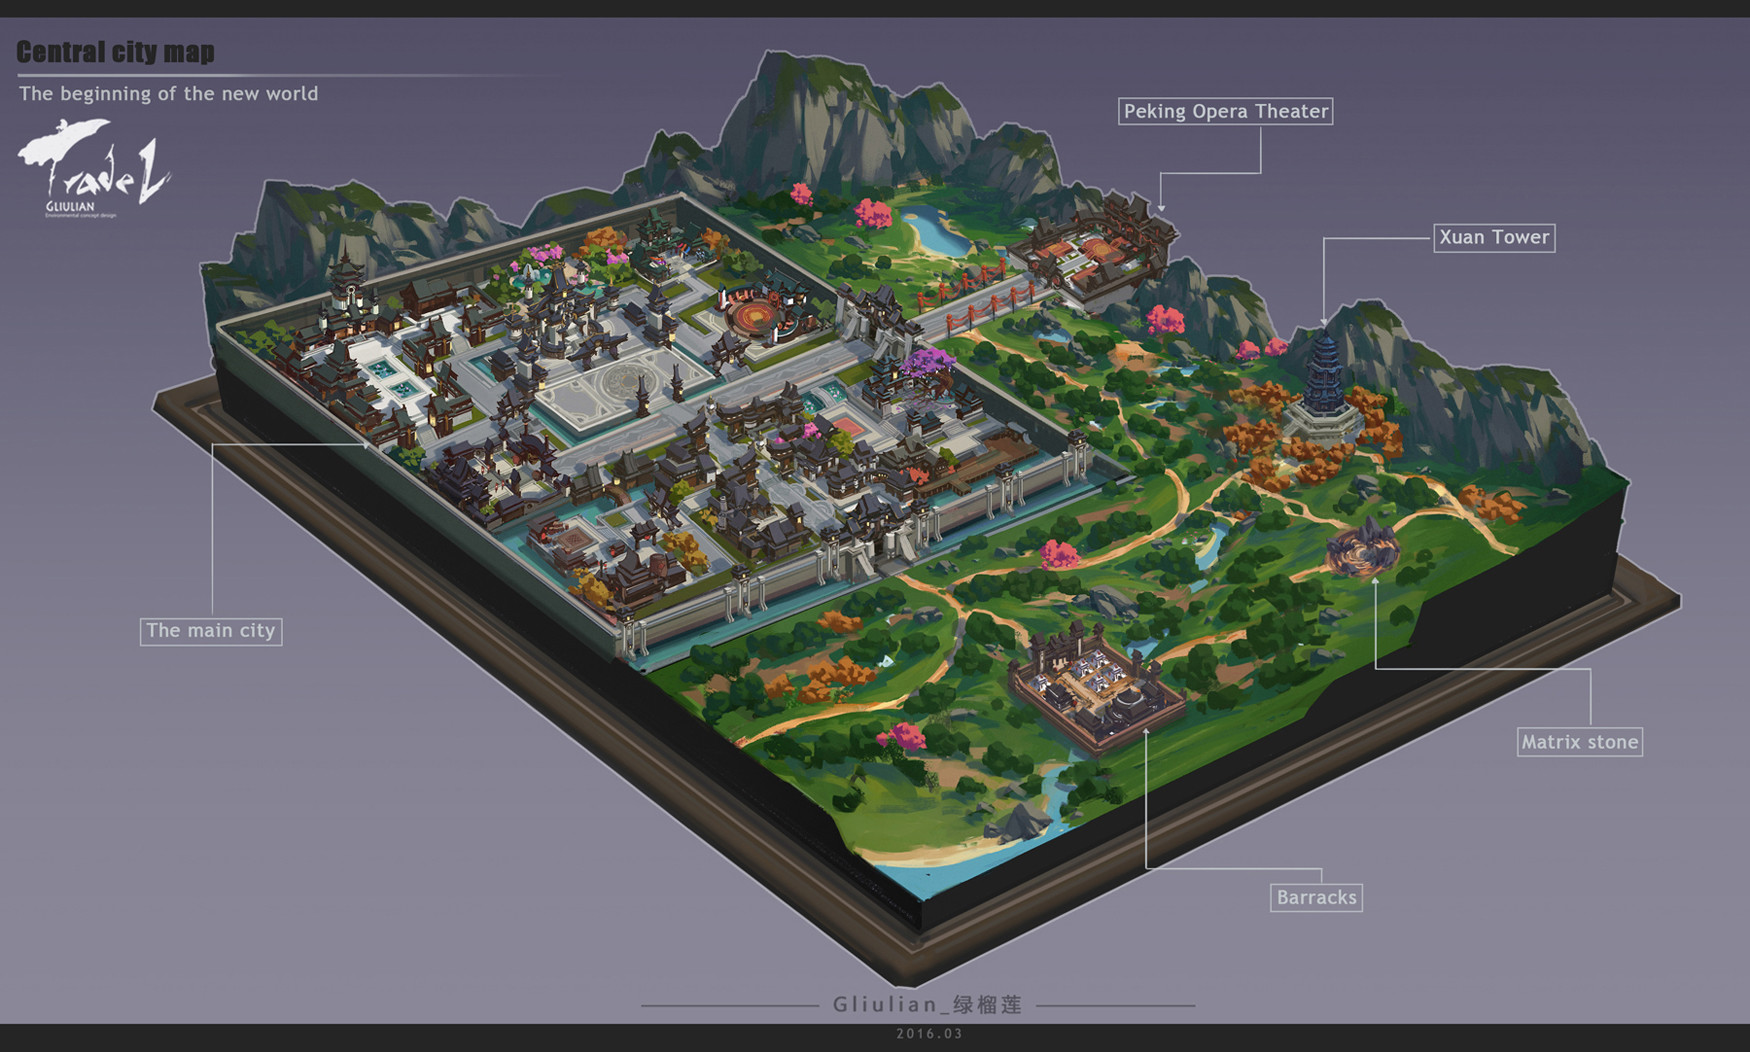 Central city map
The beginning of the new world
TradeZ
GLIULIAN
Environmental concept design
Peking Opera Theater
Xuan Tower
The main city
Matrix stone
Barracks
Gliulian_绿榴莲
2016.03